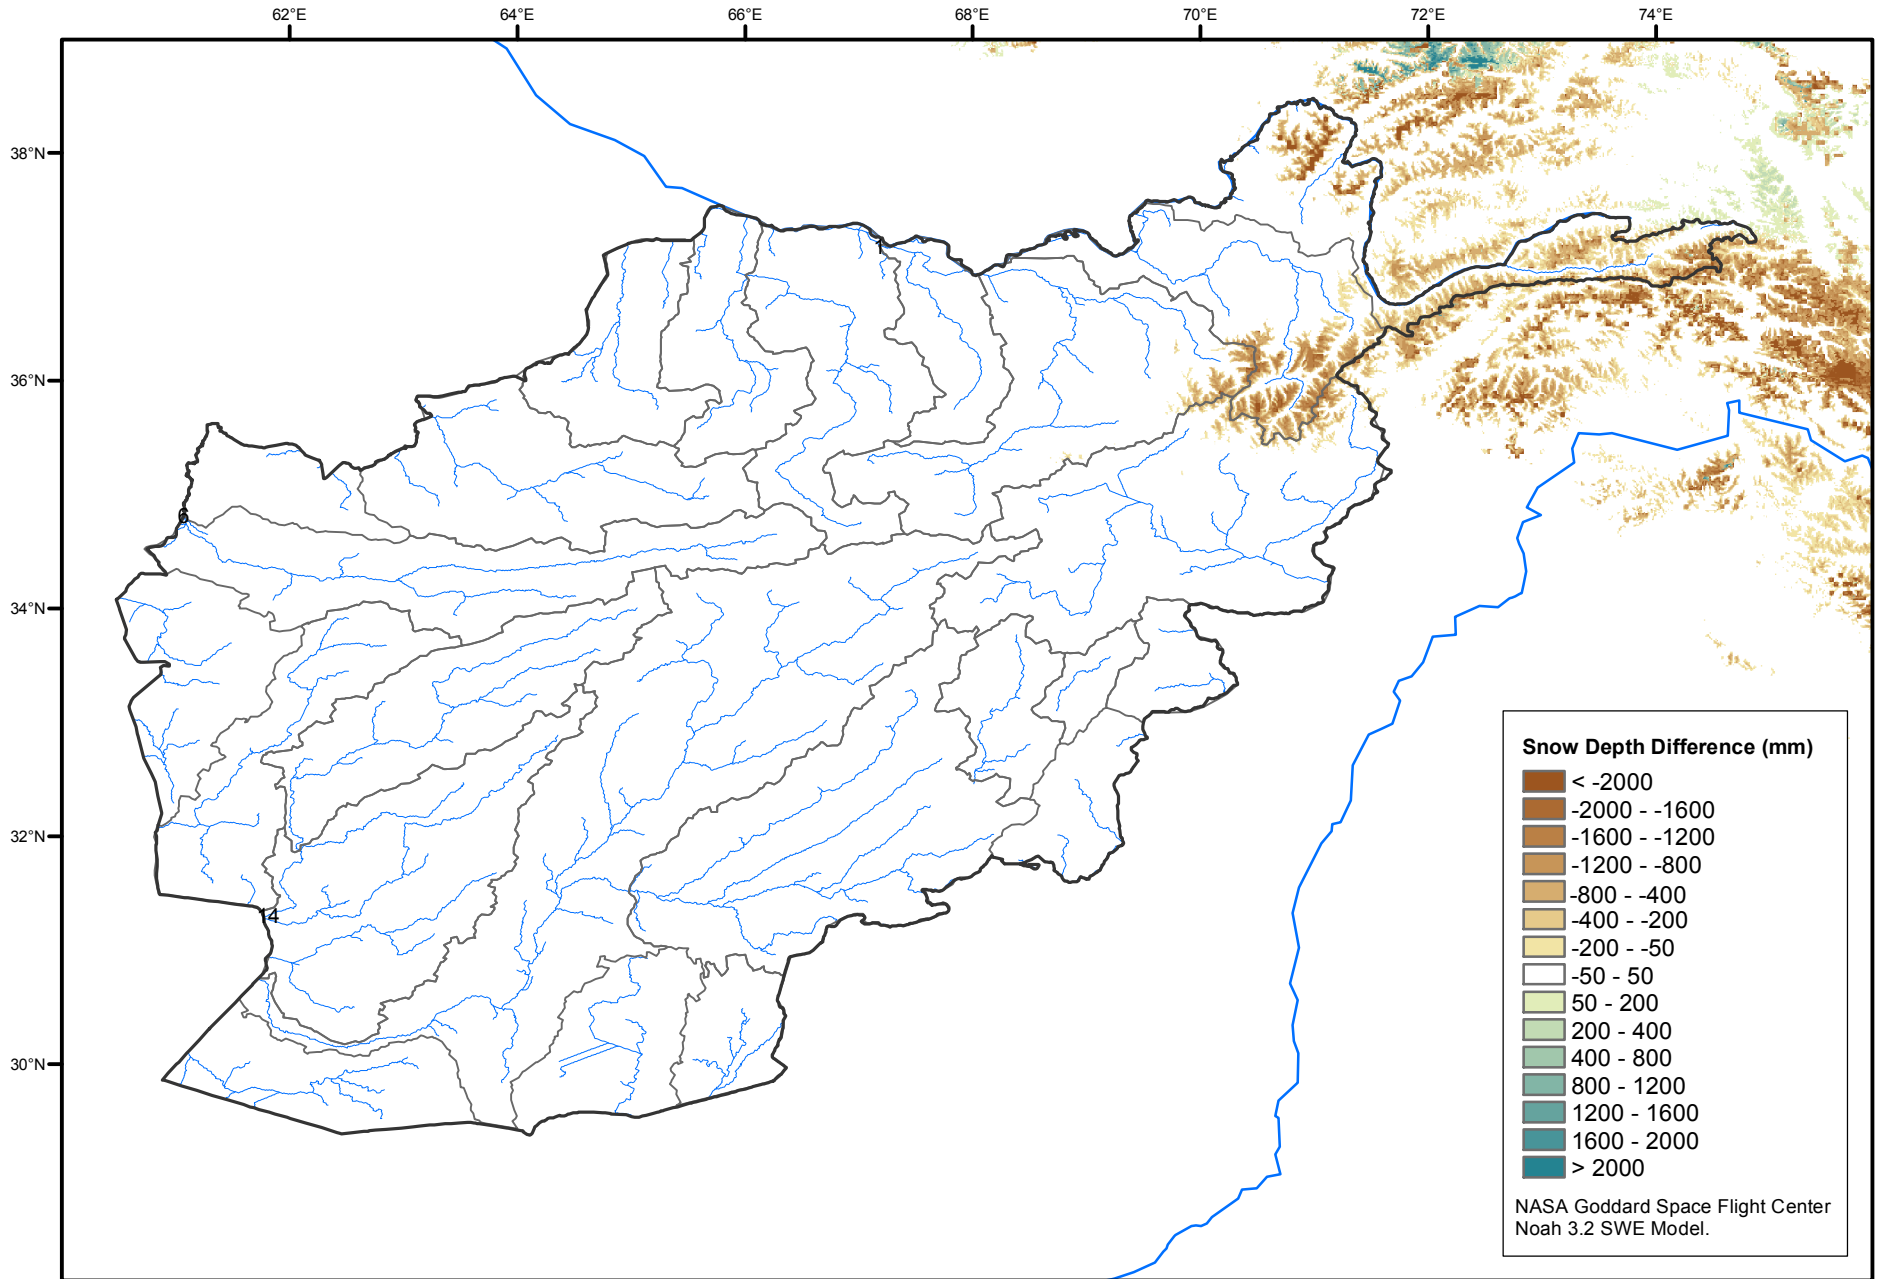 62°E 64°E 66°E 68°E 70°E 72°E 74°E
38°N
1
36°N
6
34°N
32°N
14
30°N
Snow Depth Difference (mm)
< -2000
-2000 - -1600
-1600 - -1200
-1200 - -800
-800 - -400
-400 - -200
-200 - -50
-50 - 50
50 - 200
200 - 400
400 - 800
800 - 1200
1200 - 1600
1600 - 2000
> 2000
NASA Goddard Space Flight Center
Noah 3.2 SWE Model.